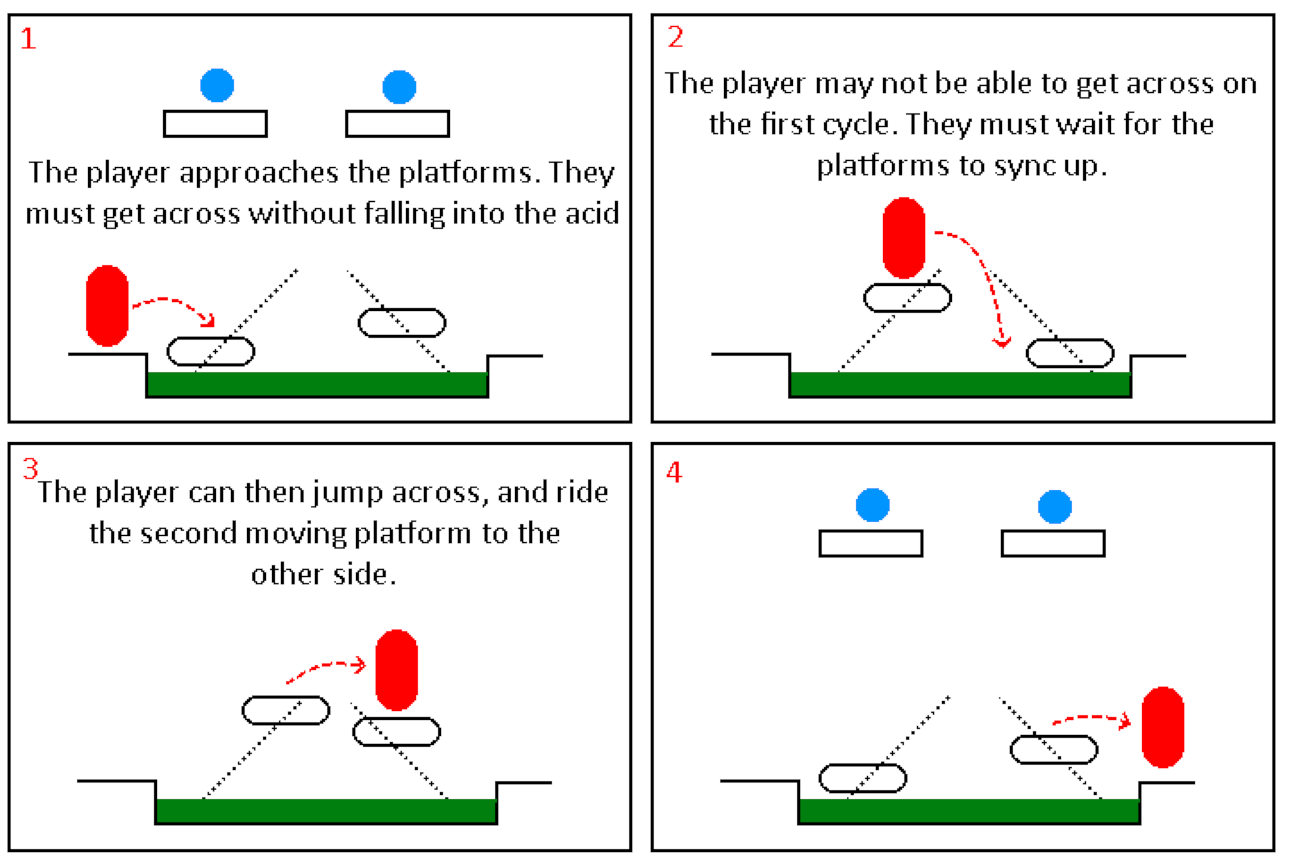 1
The player approaches the platforms. They
must get across without falling into the acid
2
The player may not be able to get across on
the first cycle. They must wait for the
platforms to sync up.
3
The player can then jump across, and ride
the second moving platform to the
other side.
4